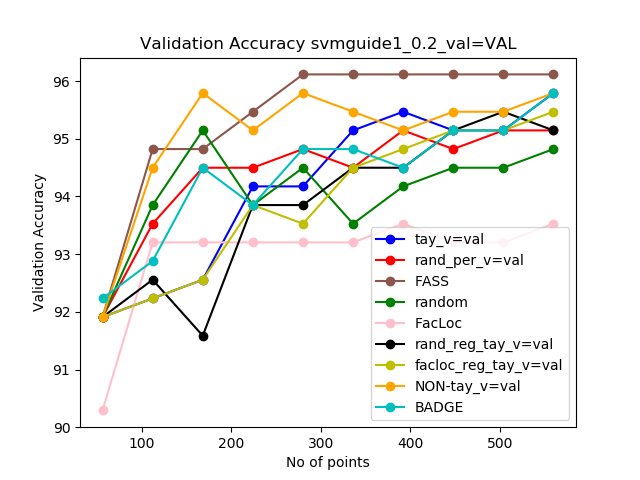 Validation Accuracy svmguide1_0.2_val=VAL
Validation Accuracy
96
95
94
93
92
91
90
100
200
300
400
500
No of points
tay_v=val
rand_per_v=val
FASS
random
FacLoc
rand_reg_tay_v=val
facloc_reg_tay_v=val
NON-tay_v=val
BADGE